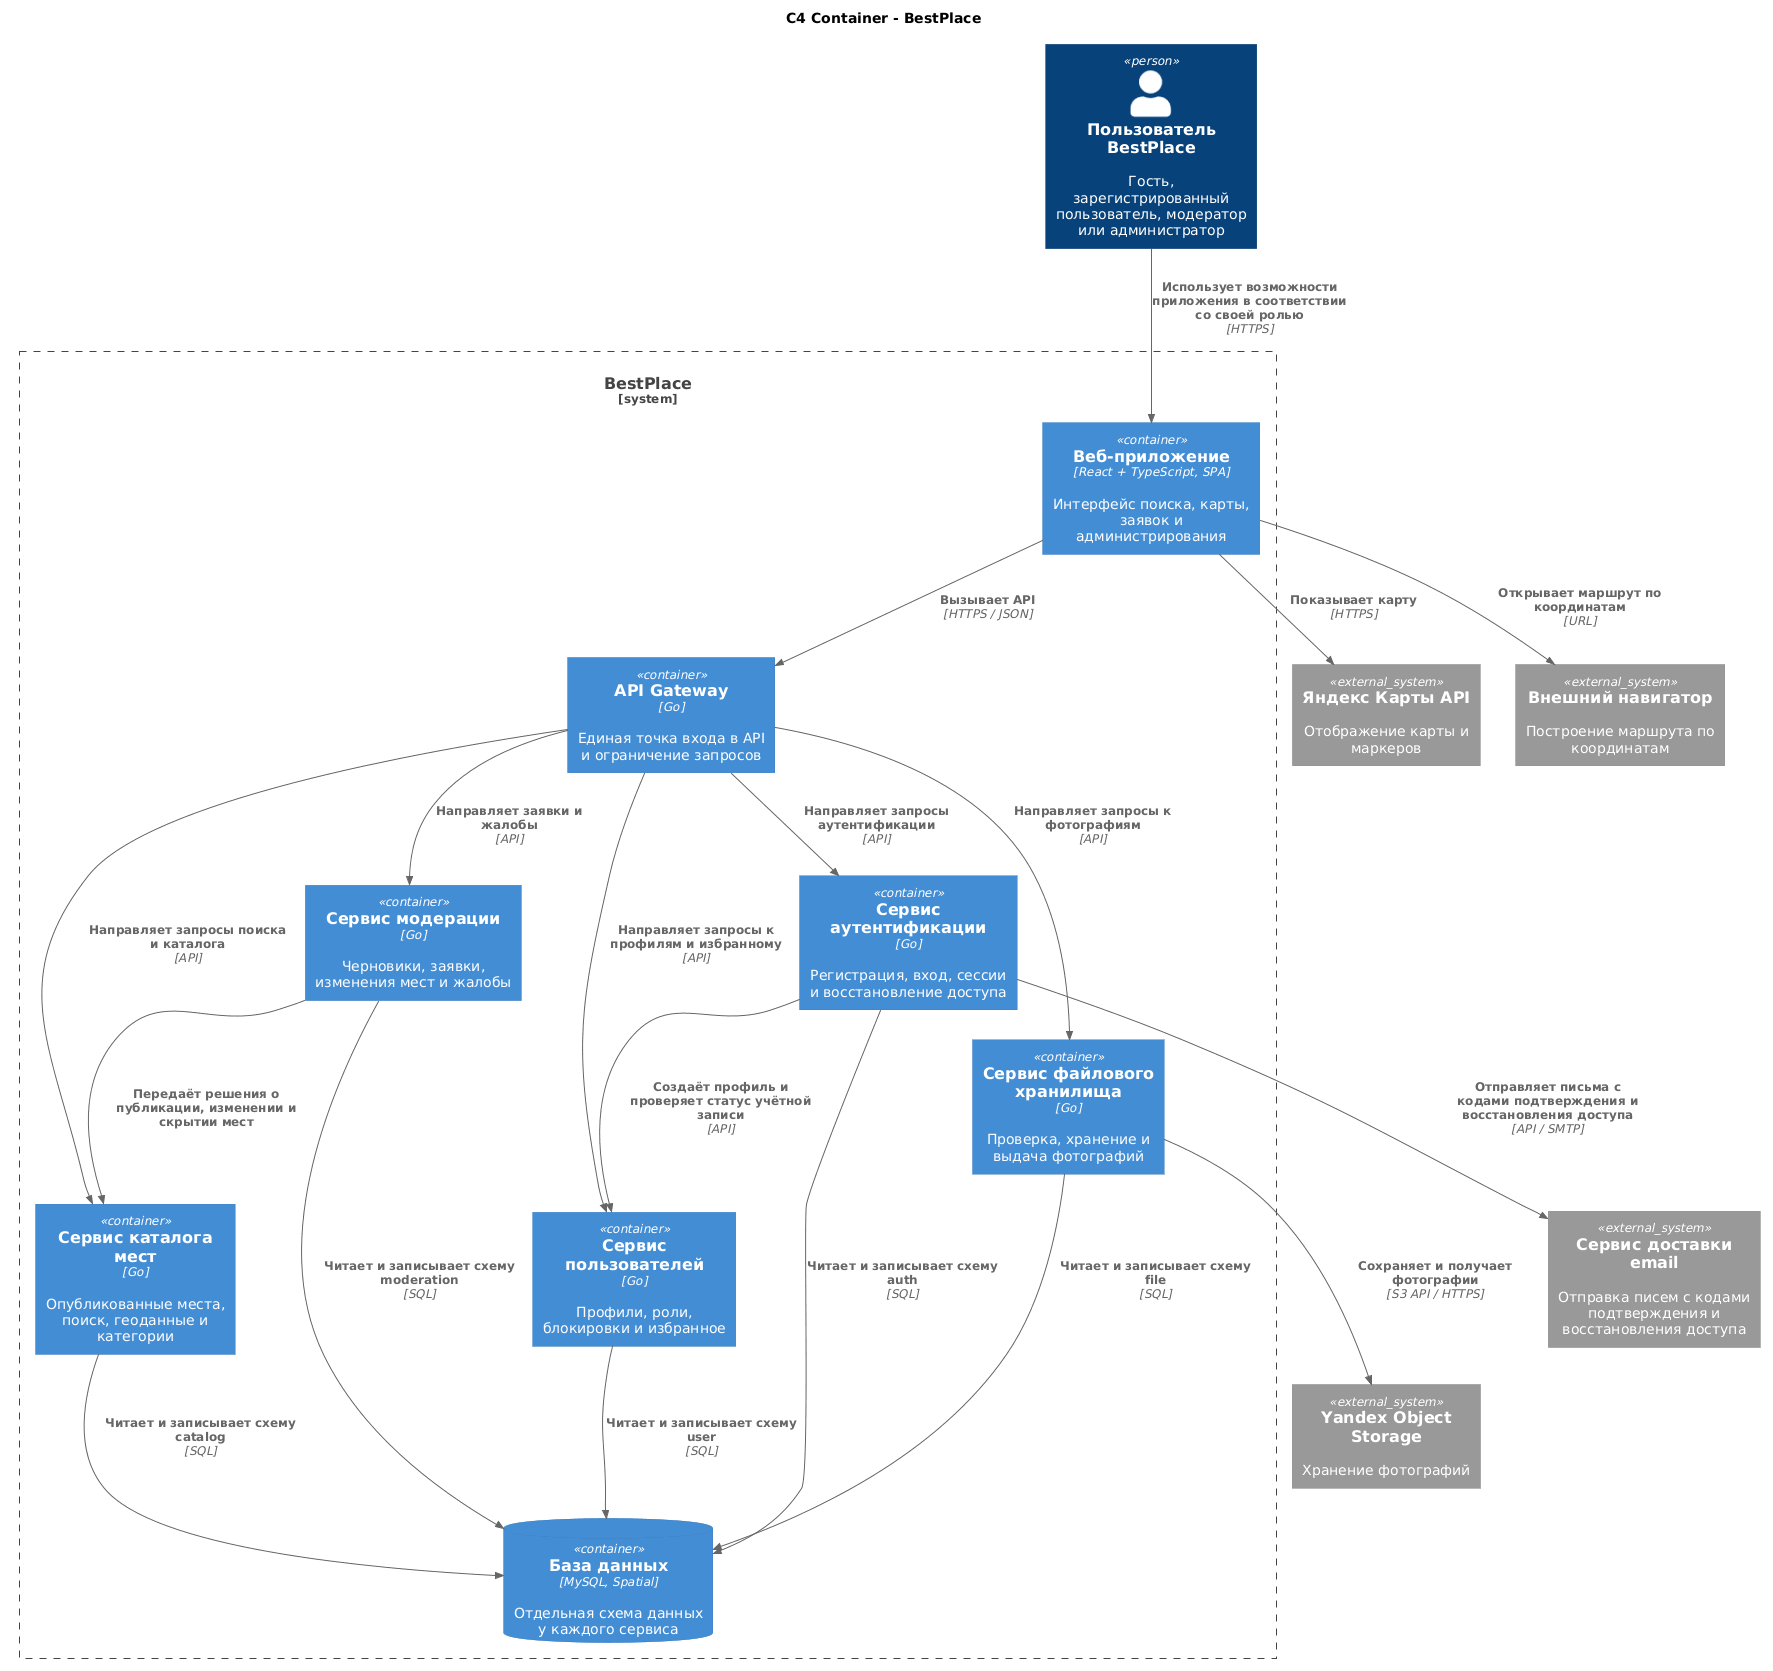 C4 Container - BestPlace
«person»
Пользователь
BestPlace
Гость,
зарегистрированный
пользователь, модератор
или администратор
Использует возможности
приложения в соответствии
со своей ролью
[HTTPS]
BestPlace
[system]
«container»
Веб-приложение
[React + TypeScript, SPA]
Интерфейс поиска, карты,
заявок и
администрирования
Вызывает API
[HTTPS / JSON]
Показывает карту
[HTTPS]
Открывает маршрут по
координатам
[URL]
«container»
API Gateway
[Go]
Единая точка входа в API
и ограничение запросов
«external_system»
Яндекс Карты API
Отображение карты и
маркеров
«external_system»
Внешний навигатор
Построение маршрута по
координатам
Направляет заявки и
жалобы
[API]
Направляет запросы
аутентификации
[API]
Направляет запросы к
фотографиям
[API]
Направляет запросы поиска
и каталога
[API]
«container»
Сервис модерации
[Go]
Черновики, заявки,
изменения мест и жалобы
Направляет запросы к
профилям и избранному
[API]
«container»
Сервис
аутентификации
[Go]
Регистрация, вход, сессии
и восстановление доступа
Передаёт решения о
публикации, изменении и
скрытии мест
Создаёт профиль и
проверяет статус учётной
записи
[API]
«container»
Сервис файлового
хранилища
[Go]
Проверка, хранение и
выдача фотографий
Отправляет письма с
кодами подтверждения и
восстановления доступа
[API / SMTP]
«container»
Сервис каталога
мест
[Go]
Опубликованные места,
поиск, геоданные и
категории
Читает и записывает схему
moderation
[SQL]
«container»
Сервис
пользователей
[Go]
Профили, роли,
блокировки и избранное
Читает и записывает схему
auth
[SQL]
Читает и записывает схему
file
[SQL]
Сохраняет и получает
фотографии
[S3 API / HTTPS]
«external_system»
Сервис доставки
email
Отправка писем с кодами
подтверждения и
восстановления доступа
Читает и записывает схему
catalog
[SQL]
Читает и записывает схему
user
[SQL]
«external_system»
Yandex Object
Storage
Хранение фотографий
«container»
База данных
[MySQL, Spatial]
Отдельная схема данных
у каждого сервиса